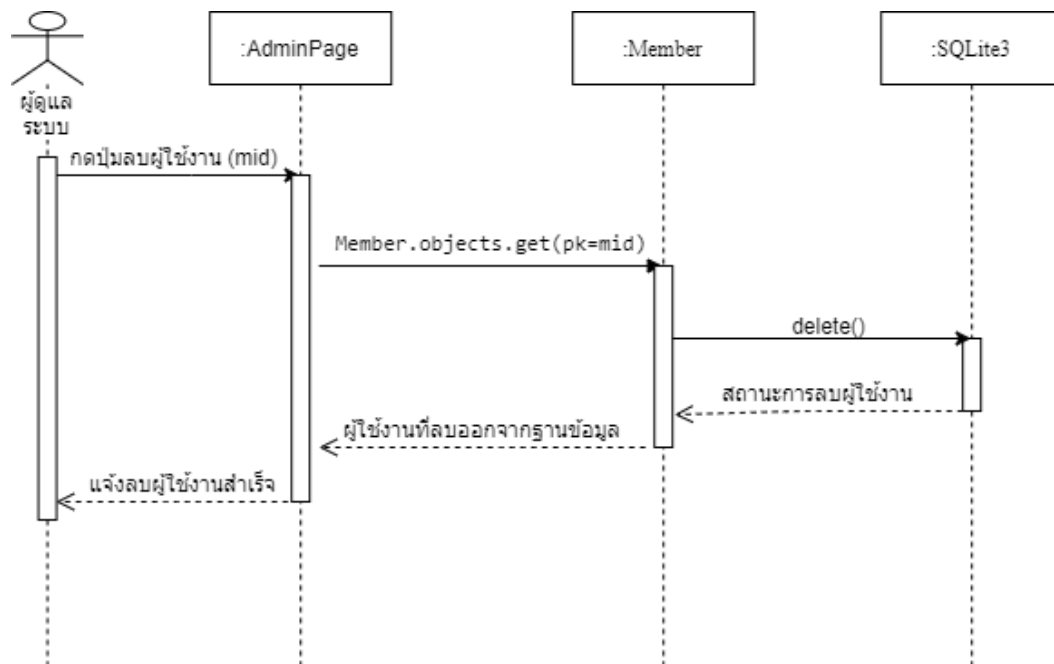 :AdminPage
:Member
:SQLite3
ผู้ดูแล
ระบบ
กดปุ่มลบผู้ใช้งาน (mid)
Member.objects.get(pk=mid)
delete()
สถานะการลบผู้ใช้งาน
ผู้ใช้งานที่ลบออกจากฐานข้อมูล
แจ้งลบผู้ใช้งานสำเร็จ